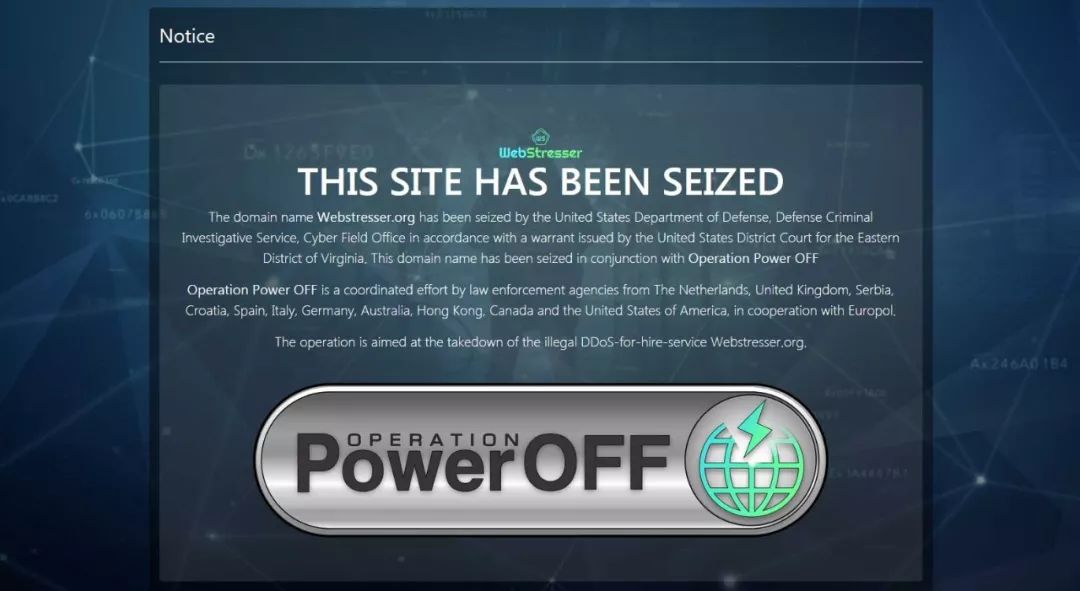 Notice
WS
WebStresser
THIS SITE HAS BEEN SEIZED
The domain name Webstresser.org has been seized by the United States Department of Defense, Defense Criminal
Investigative Service, Cyber Field Office in accordance with a warrant issued by the United States District Court for the Eastern
District of Virginia. This domain name has been seized in conjunction with Operation Power OFF
Operation Power OFF is a coordinated effort by law enforcement agencies from The Netherlands, United Kingdom, Serbia,
Croatia, Spain, Italy, Germany, Australia, Hong Kong, Canada and the United States of America, in cooperation with Europol.
The operation is aimed at the takedown of the illegal DDoS-for-hire-service Webstresser.org.
Ax246A01B4
OPERATION
PowerOFF